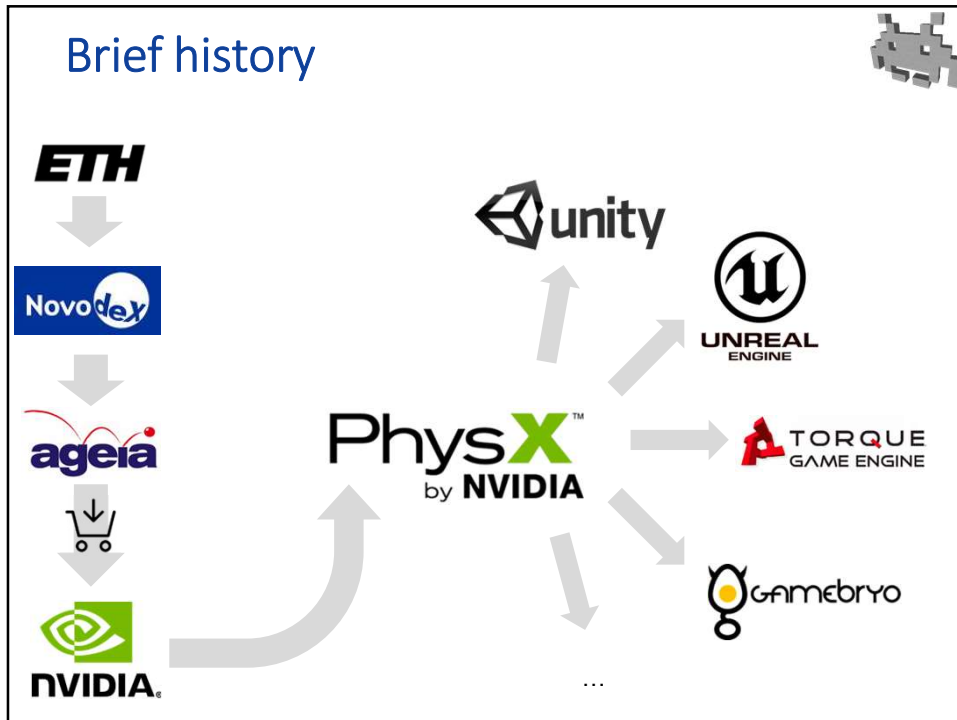 Brief history
ETH
Novodex
ageia
nVIDIA®
PhysX™
by NVIDIA
unity
UNREAL
ENGINE
TORQUE
GAME ENGINE
GAmEbrYO
...